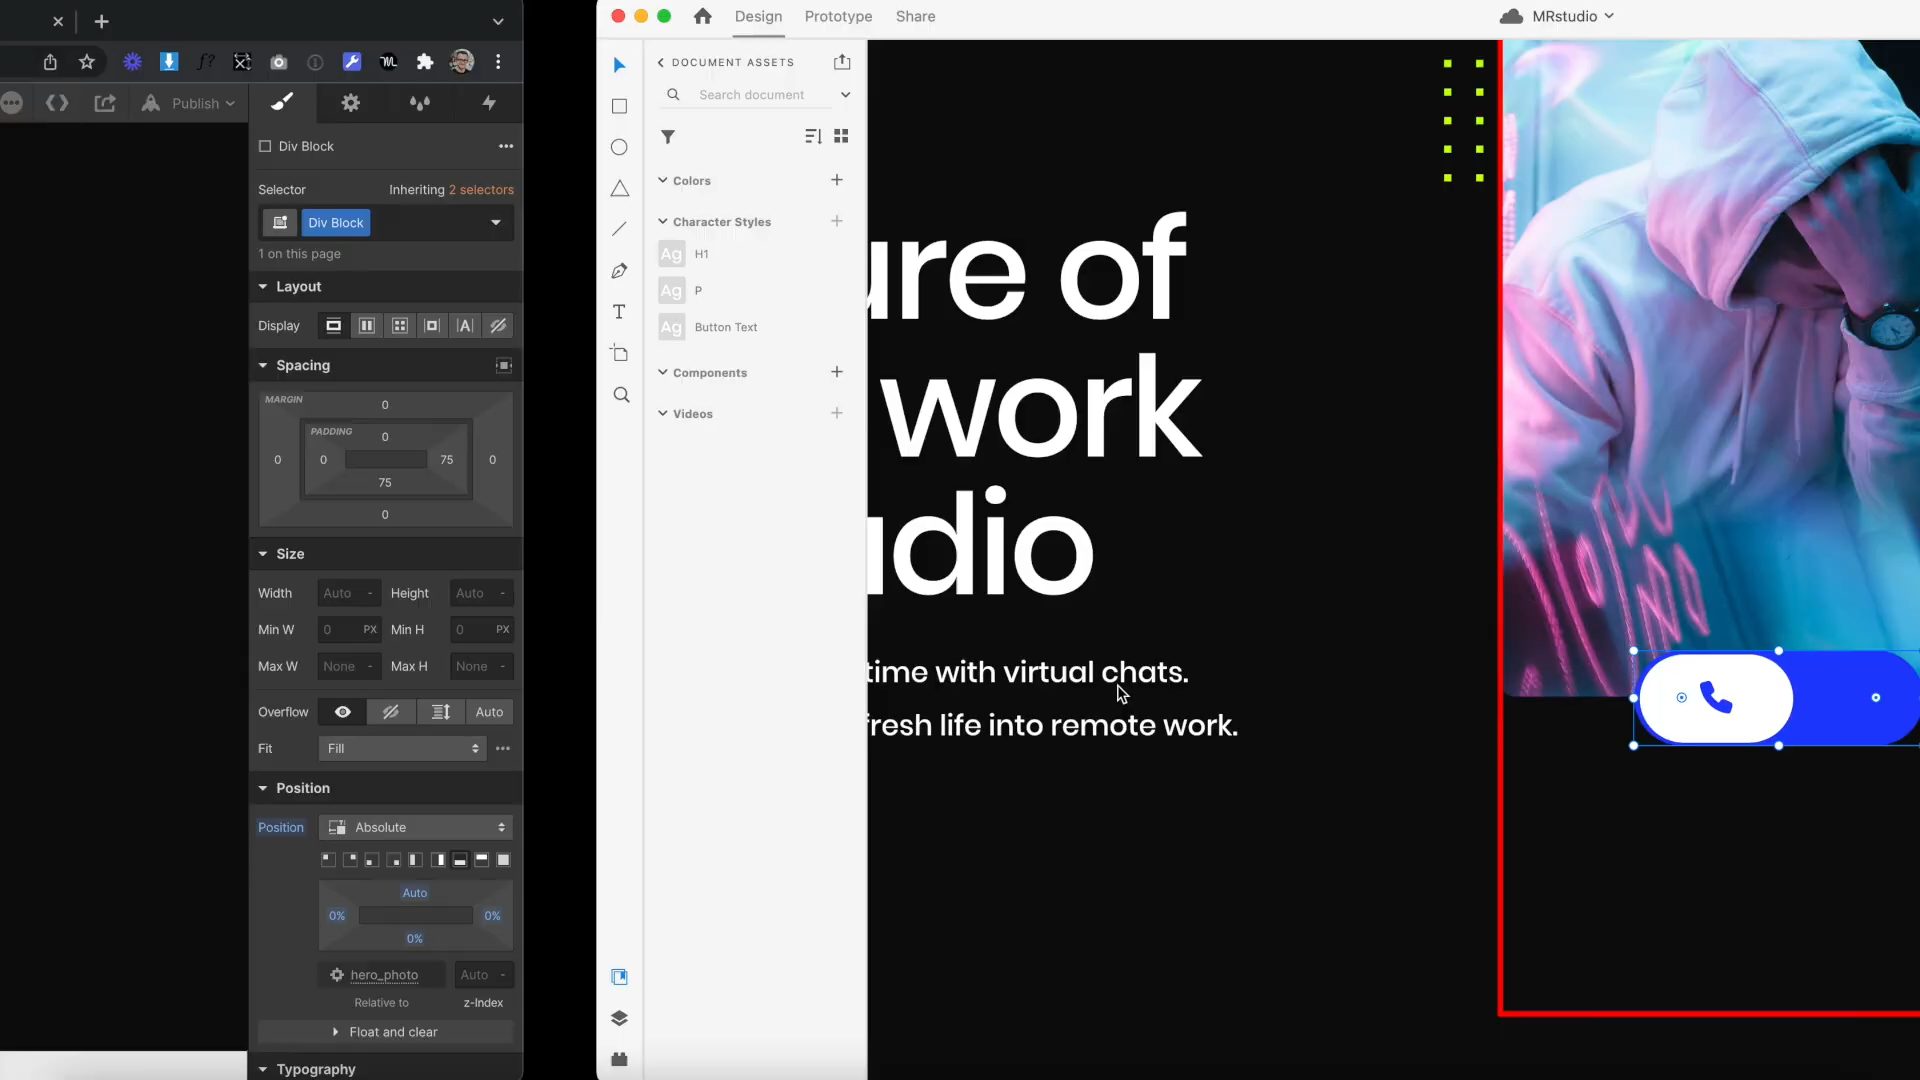 Publish
Div Block
Selector
Inheriting 2 selectors
Div Block
1 on this page
Layout
Display
Spacing
MARGIN
0
PADDING
0
0
0
75
0
75
0
Size
Width
Auto
-
Height
Auto
-
Min W
0
PX
Min H
0
PX
Max W
None
-
Max H
None
-
Overflow
Auto
Fit
Fill
Position
Position
Absolute
Auto
0%
0%
0%
hero_photo
Auto
-
Relative to
z-Index
Float and clear
Typography
Design
Prototype
Share
MRstudio
DOCUMENT ASSETS
Search document
Colors
Character Styles
Ag
H1
Ag
P
Ag
Button Text
Components
Videos
ure of
work
udio
time with virtual chats.
fresh life into remote work.